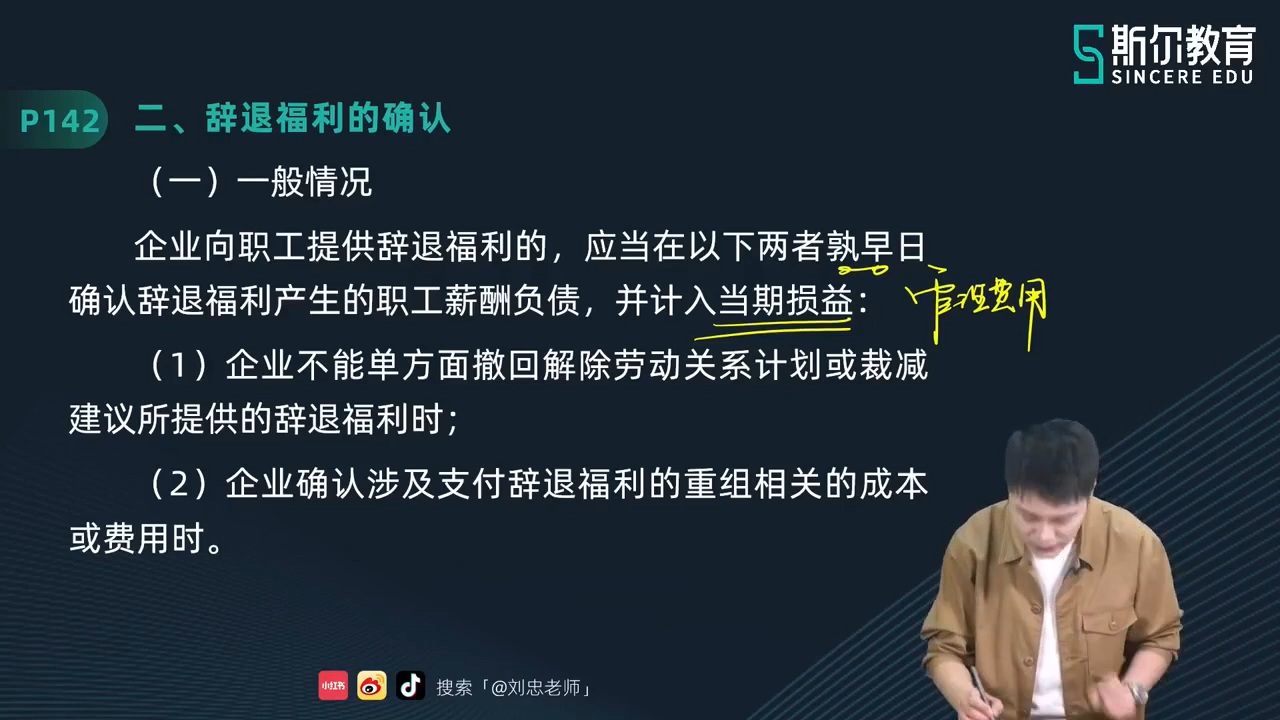 斯尔教育
SINCERE EDU
P142
二、辞退福利的确认
（一）一般情况
企业向职工提供辞退福利的，应当在以下两者孰早日
确认辞退福利产生的职工薪酬负债，并计入当期损益：
管理费用
（1）企业不能单方面撤回解除劳动关系计划或裁减
建议所提供的辞退福利时；
（2）企业确认涉及支付辞退福利的重组相关的成本
或费用时。
小红书
搜索「@刘忠老师」